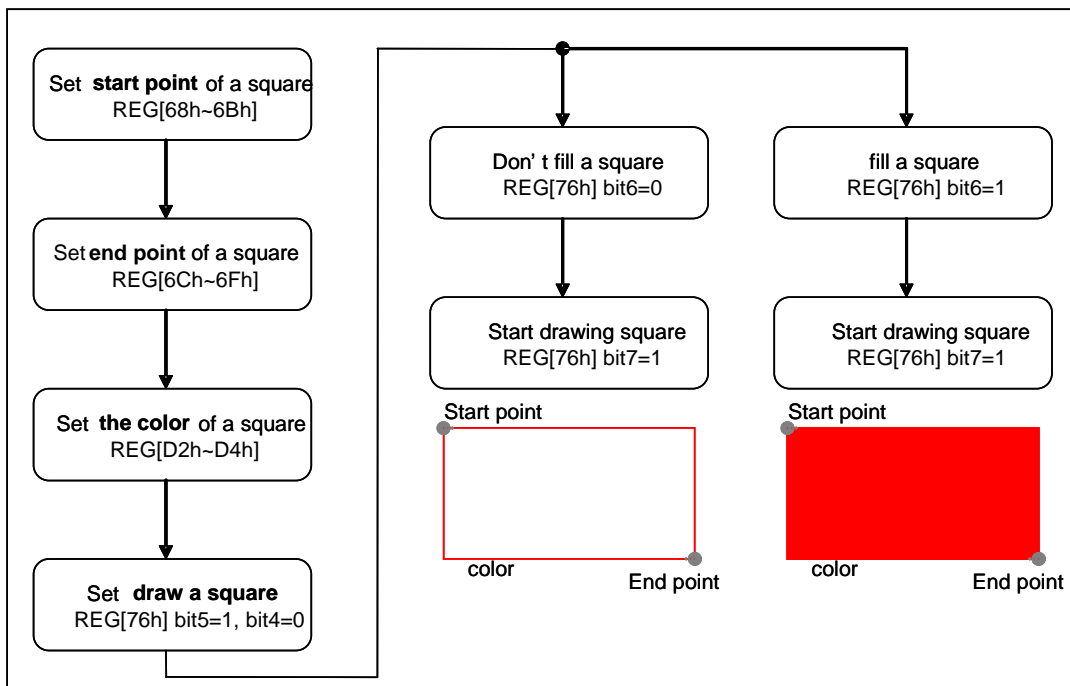 Set start point of a square
REG[68h~6Bh]
Set end point of a square
REG[6Ch~6Fh]
Set the color of a square
REG[D2h~D4h]
Set draw a square
REG[76h] bit5=1, bit4=0
Don' t fill a square
REG[76h] bit6=0
Start drawing square
REG[76h] bit7=1
Start point
color
End point
fill a square
REG[76h] bit6=1
Start drawing square
REG[76h] bit7=1
Start point
color
End point